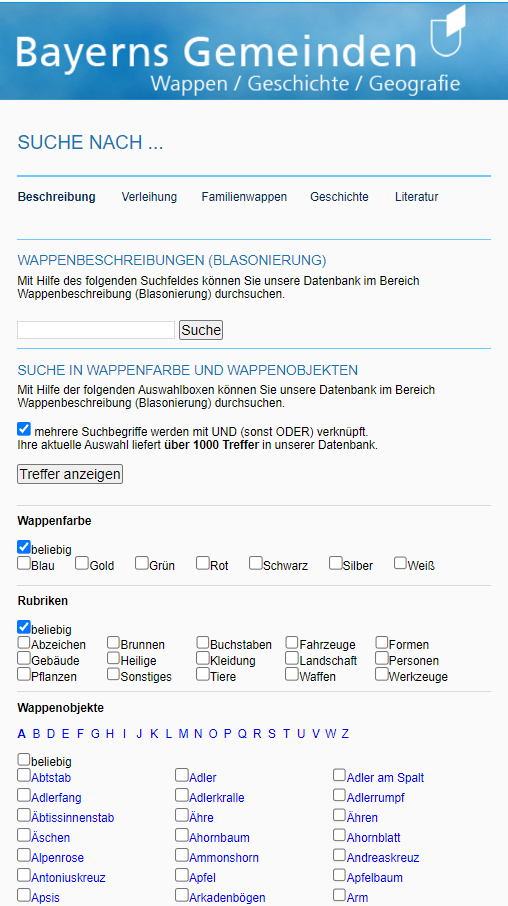 Bayerns Gemeinden
Wappen / Geschichte / Geografie
SUCHE NACH ...
Beschreibung Verleihung Familienwappen Geschichte Literatur
WAPPENBESCHREIBUNGEN (BLASONIERUNG)
Mit Hilfe des folgenden Suchfeldes können Sie unsere Datenbank im Bereich
Wappenbeschreibung (Blasonierung) durchsuchen.
Suche
SUCHE IN WAPPENFARBE UND WAPPENOBJEKTEN
Mit Hilfe der folgenden Auswahlboxen können Sie unsere Datenbank im Bereich
Wappenbeschreibung (Blasonierung) durchsuchen.
mehrere Suchbegriffe werden mit UND (sonst ODER) verknüpft.
Ihre aktuelle Auswahl liefert über 1000 Treffer in unserer Datenbank.
Treffer anzeigen
Wappenfarbe
beliebig
Blau Gold Grün Rot Schwarz Silber Weiß
Rubriken
beliebig
Abzeichen Brunnen Buchstaben Fahrzeuge Formen
Gebäude Heilige Kleidung Landschaft Personen
Pflanzen Sonstiges Tiere Waffen Werkzeuge
Wappenobjekte
A B D E F G H I J K L M N O P Q R S T U V W Z
beliebig
Abtstab Adler Adler am Spalt
Adlerfang Adlerkralle Adlerrumpf
Äbtissinnenstab Ähre Ähren
Äschen Ahornbaum Ahornblatt
Alpenrose Ammonshorn Andreaskreuz
Antoniuskreuz Apfel Apfelbaum
Apsis Arkadenbögen Arm